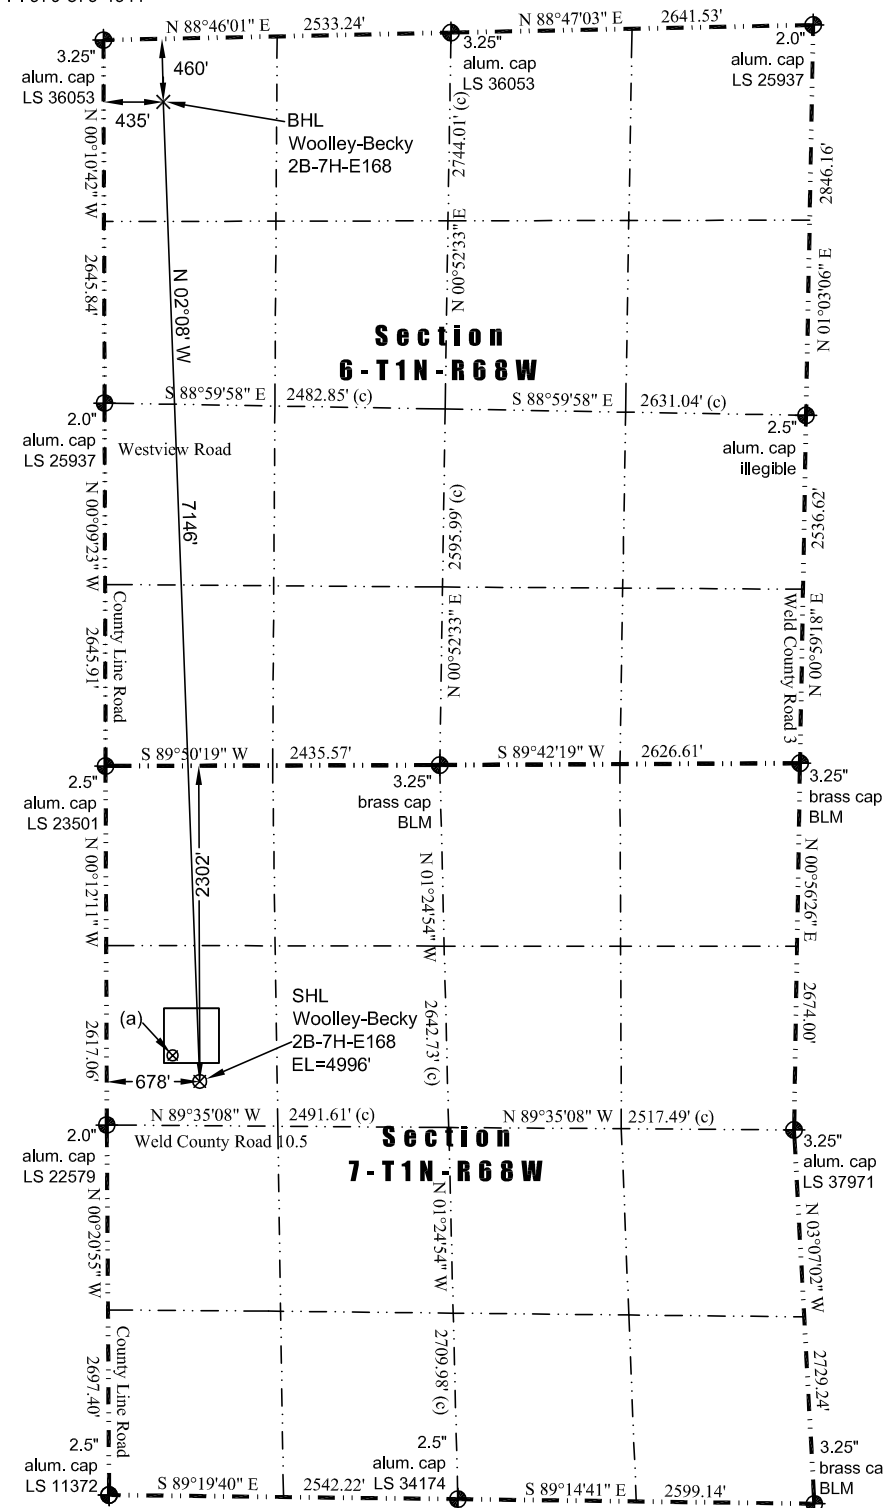 N 88°46'01" E 2533.24'
N 88°47'03" E 2641.53'
3.25"
alum. cap
LS 36053
460'
435'
3.25"
alum. cap
LS 36053
2.0"
alum. cap
LS 25937
BHL
Woolley-Becky
2B-7H-E168
N 00°10'42" W
2645.84'
N 02°08' W
7146'
2744.01' (c)
N 00°52'33" E
2846.16'
N 01°03'06" E
Section
6-T1N-R68W
S 88°59'58" E 2482.85' (c)
S 88°59'58" E 2631.04' (c)
2.0"
alum. cap
LS 25937
Westview Road
2.5"
alum. cap
illegible
N 00°09'23" W
2645.91'
County Line Road
2595.99' (c)
N 00°52'33" E
2536.62'
N 00°59'18" E
Weld County Road 3
S 89°50'19" W 2435.57'
S 89°42'19" W 2626.61'
2.5"
alum. cap
LS 23501
3.25"
brass cap
BLM
3.25"
brass cap
BLM
2302'
N 00°12'11" W
2617.06'
N 01°24'54" W
2642.73' (c)
N 00°56'26" E
2674.00'
(a)
SHL
Woolley-Becky
2B-7H-E168
EL=4996'
678'
N 89°35'08" W 2491.61' (c)
N 89°35'08" W 2517.49' (c)
2.0"
alum. cap
LS 22579
Weld County Road 10.5
Section
7-T1N-R68W
3.25"
alum. cap
LS 37971
N 00°20'55" W
2697.40'
County Line Road
N 01°24'54" W
2709.98' (c)
N 03°07'02" W
2729.24'
2.5"
alum. cap
LS 11372
2.5"
alum. cap
LS 34174
3.25"
brass ca
BLM
S 89°19'40" E 2542.22'
S 89°14'41" E 2599.14'